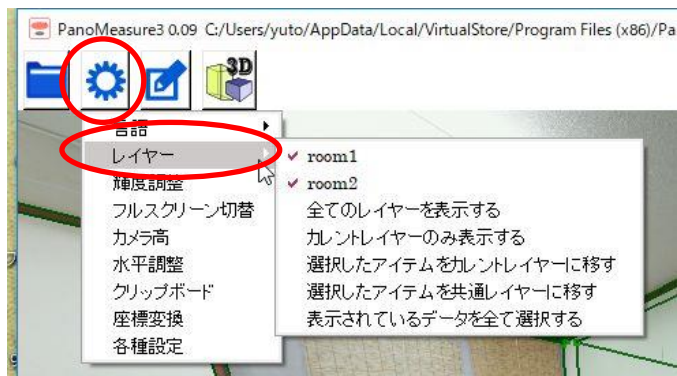 PanoMeasure3 0.09 C:/Users/yuto/AppData/Local/VirtualStore/Program Files (x86)/Pa
3D
言語
レイヤー
輝度調整
フルスクリーン切替
カメラ高
水平調整
クリップボード
座標変換
各種設定
room1
room2
全てのレイヤーを表示する
カレントレイヤーのみ表示する
選択したアイテムをカレントレイヤーに移す
選択したアイテムを共通レイヤーに移す
表示されているデータを全て選択する